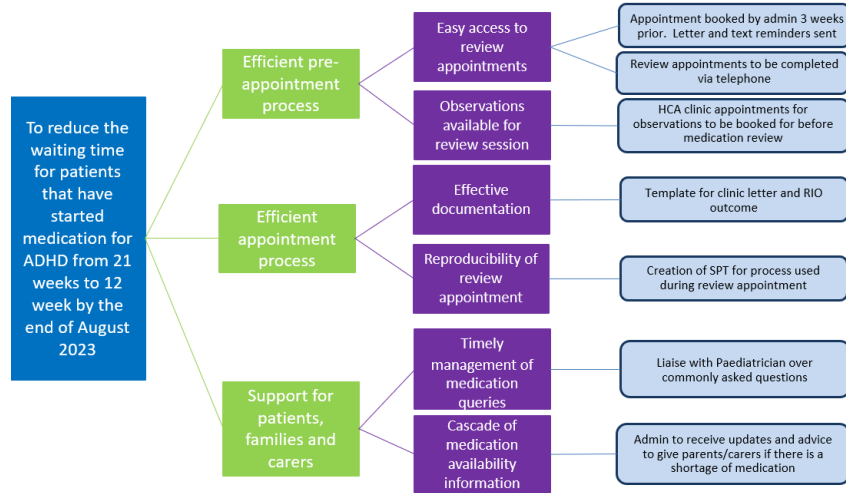 To reduce the
waiting time
for patients
that have
started
medication for
ADHD from 21
weeks to 12
week by the
end of August
2023
Efficient pre-
appointment
process
Efficient
appointment
process
Support for
patients,
families and
carers
Easy access to
review
appointments
Observations
available for
review session
Effective
documentation
Reproducibility of
review
appointment
Timely
management of
medication
queries
Cascade of
medication
availability
information
Appointment booked by admin 3 weeks
prior. Letter and text reminders sent
Review appointments to be completed
via telephone
HCA clinic appointments for
observations to be booked for before
medication review
Template for clinic letter and RIO
outcome
Creation of SPT for process used
during review appointment
Liaise with Paediatrician over
commonly asked questions
Admin to receive updates and advice
to give parents/carers if there is a
shortage of medication